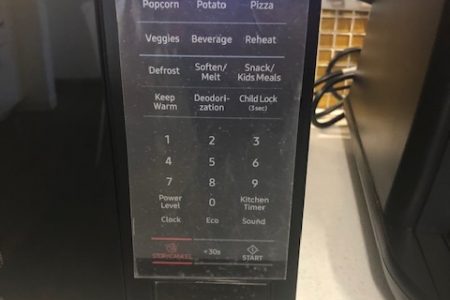 Popcorn Potato Pizza
Veggies Beverage Reheat
Defrost Soften/ Snack/
Melt Kids Meals
Keep Deodori- Child Lock
Warm zation (3 sec)
1 2 3
4 5 6
7 8 9
Power 0 Kitchen
Level Timer
Clock Eco Sound
STOP/CANCEL +30s START